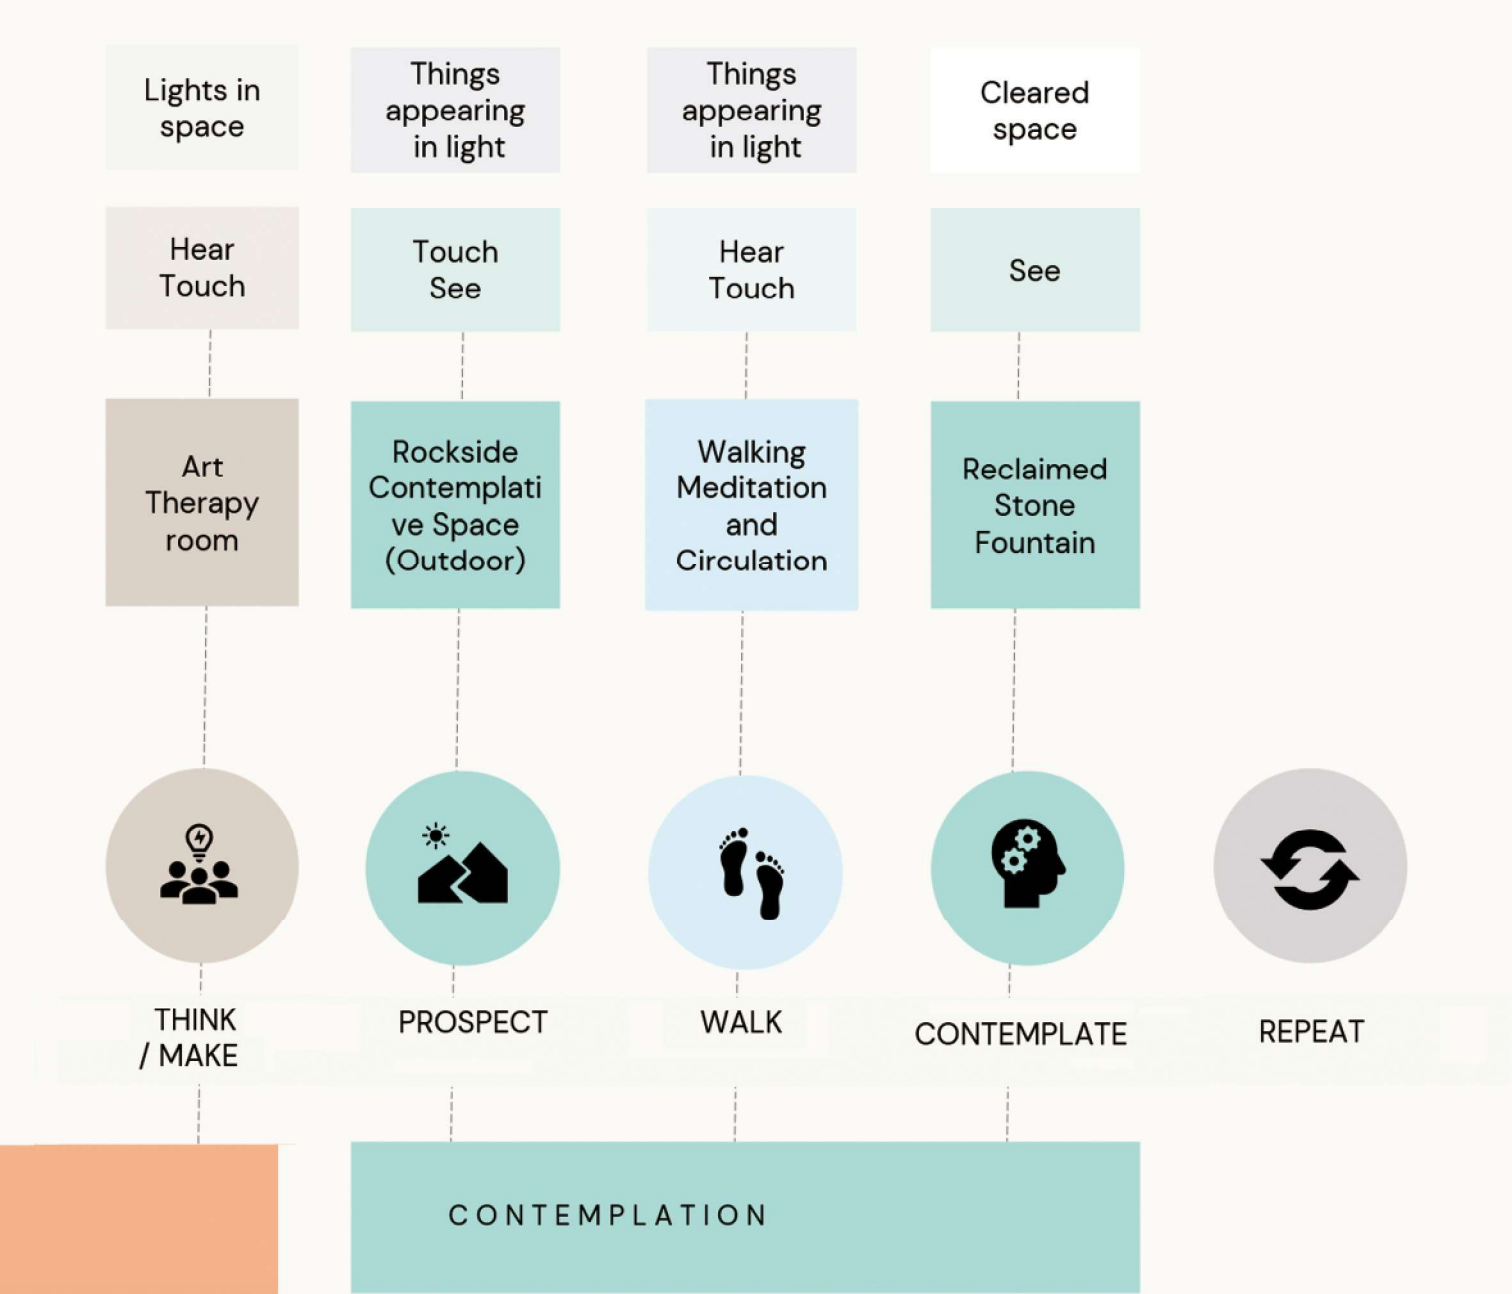 Lights in
space
Things
appearing
in light
Things
appearing
in light
Cleared
space
Hear
Touch
Touch
See
Hear
Touch
See
Art
Therapy
room
Rockside
Contemplati
ve Space
(Outdoor)
Walking
Meditation
and
Circulation
Reclaimed
Stone
Fountain
THINK
/ MAKE
PROSPECT
WALK
CONTEMPLATE
REPEAT
CONTEMPLATION